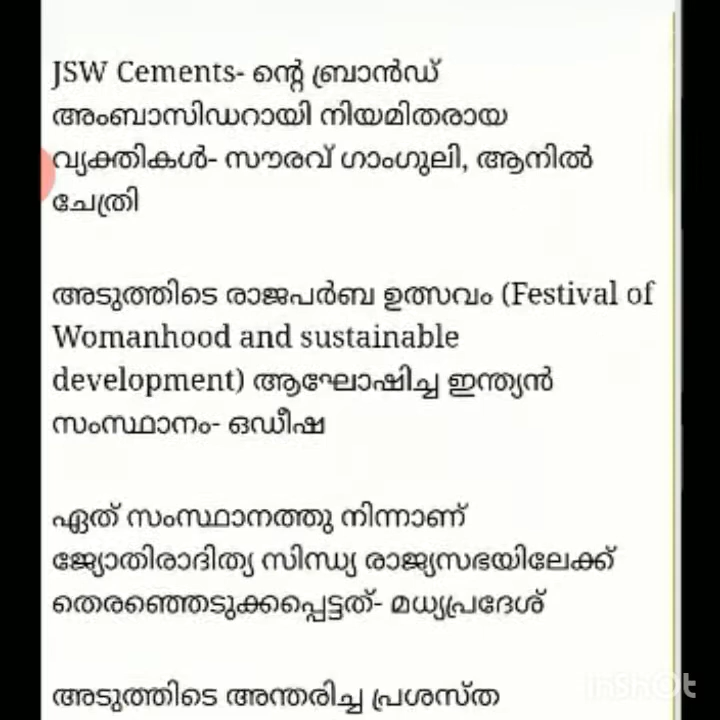 JSW Cements- ന്റെ ബ്രാൻഡ്
അംബാസിഡറായി നിയമിതരായ
വ്യക്തികൾ- സൗരവ് ഗാംഗുലി, ആനിൽ
ചേത്രി
അടുത്തിടെ രാജപർബ ഉത്സവം (Festival of
Womanhood and sustainable
development) ആഘോഷിച്ച ഇന്ത്യൻ
സംസ്ഥാനം- ഒഡീഷ
ഏത് സംസ്ഥാനത്തു നിന്നാണ്
ജ്യോതിരാദിത്യ സിന്ധ്യ രാജ്യസഭയിലേക്ക്
തെരഞ്ഞെടുക്കപ്പെട്ടത്- മധ്യപ്രദേശ്
അടുത്തിടെ അന്തരിച്ച പ്രശസ്ത
InShot